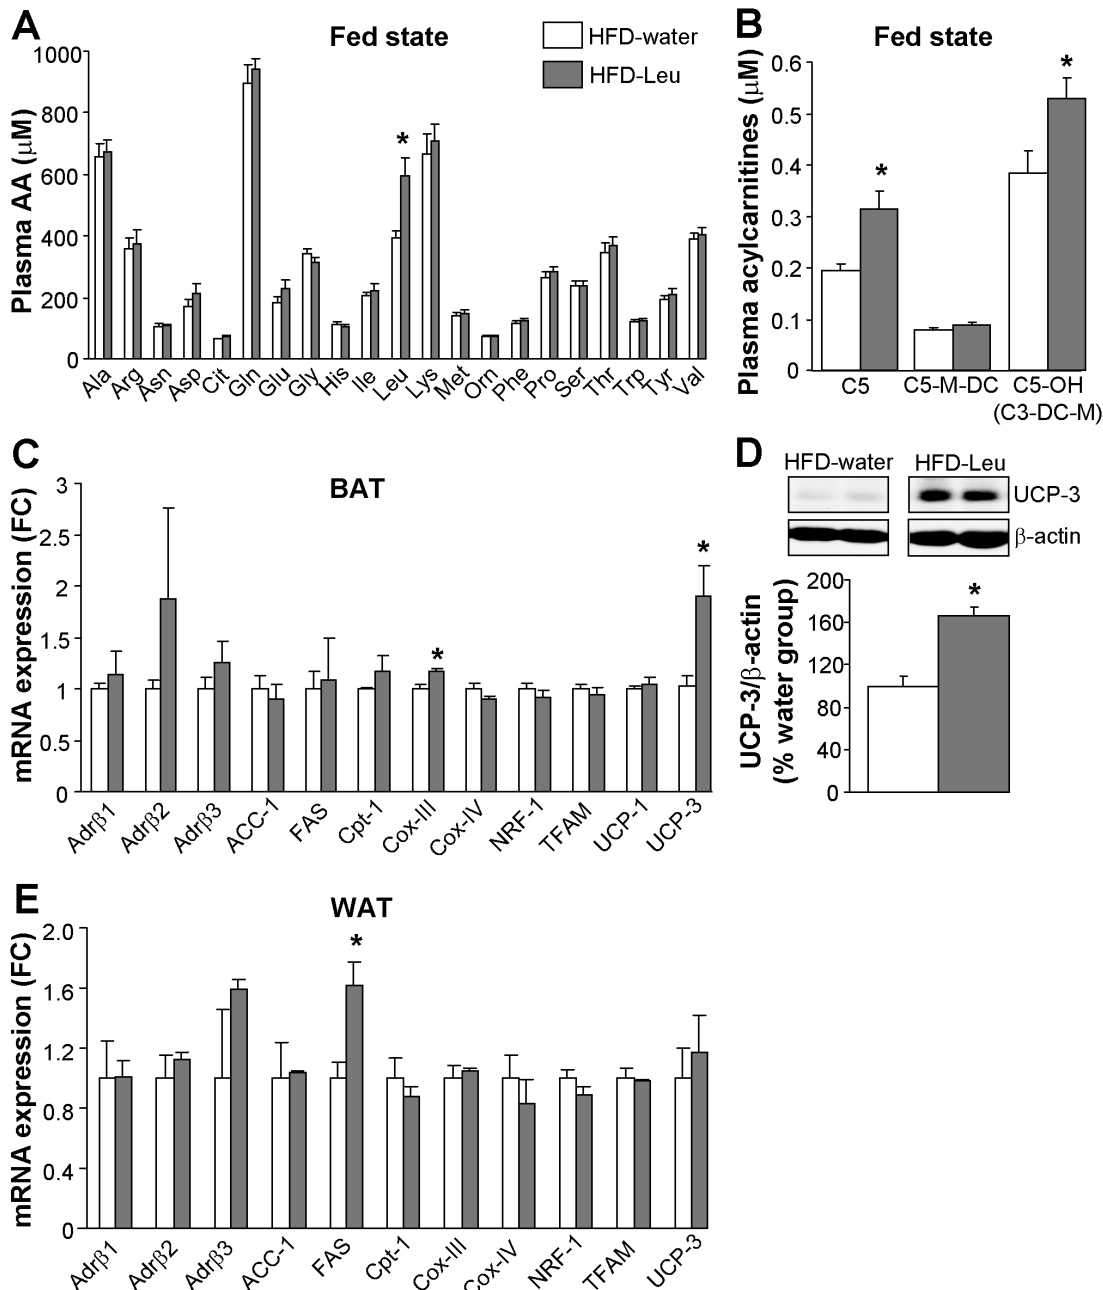 A
Fed state
HFD-water
HFD-Leu
Plasma AA (μM)
1000
800
600
400
200
0
*
Ala Arg Asn Asp Cit Gln Glu Gly His Ile Leu Lys Met Orn Phe Pro Ser Thr Trp Tyr Val
B
Fed state
Plasma acylcarnitines (μM)
0.6
0.5
0.4
0.3
0.2
0.1
0
* *
C5 C5-M-DC C5-OH
(C3-DC-M)
C
BAT
mRNA expression (FC)
3
2.5
2
1.5
1
0.5
0
* *
Adrβ1 Adrβ2 Adrβ3 ACC-1 FAS Cpt-1 Cox-III Cox-IV NRF-1 TFAM UCP-1 UCP-3
D
HFD-water HFD-Leu
UCP-3
β-actin
UCP-3/β-actin
(% water group)
200
160
120
80
40
0
*
E
WAT
mRNA expression (FC)
2.0
1.6
1.2
0.8
0.4
0
*
Adrβ1 Adrβ2 Adrβ3 ACC-1 FAS Cpt-1 Cox-III Cox-IV NRF-1 TFAM UCP-3